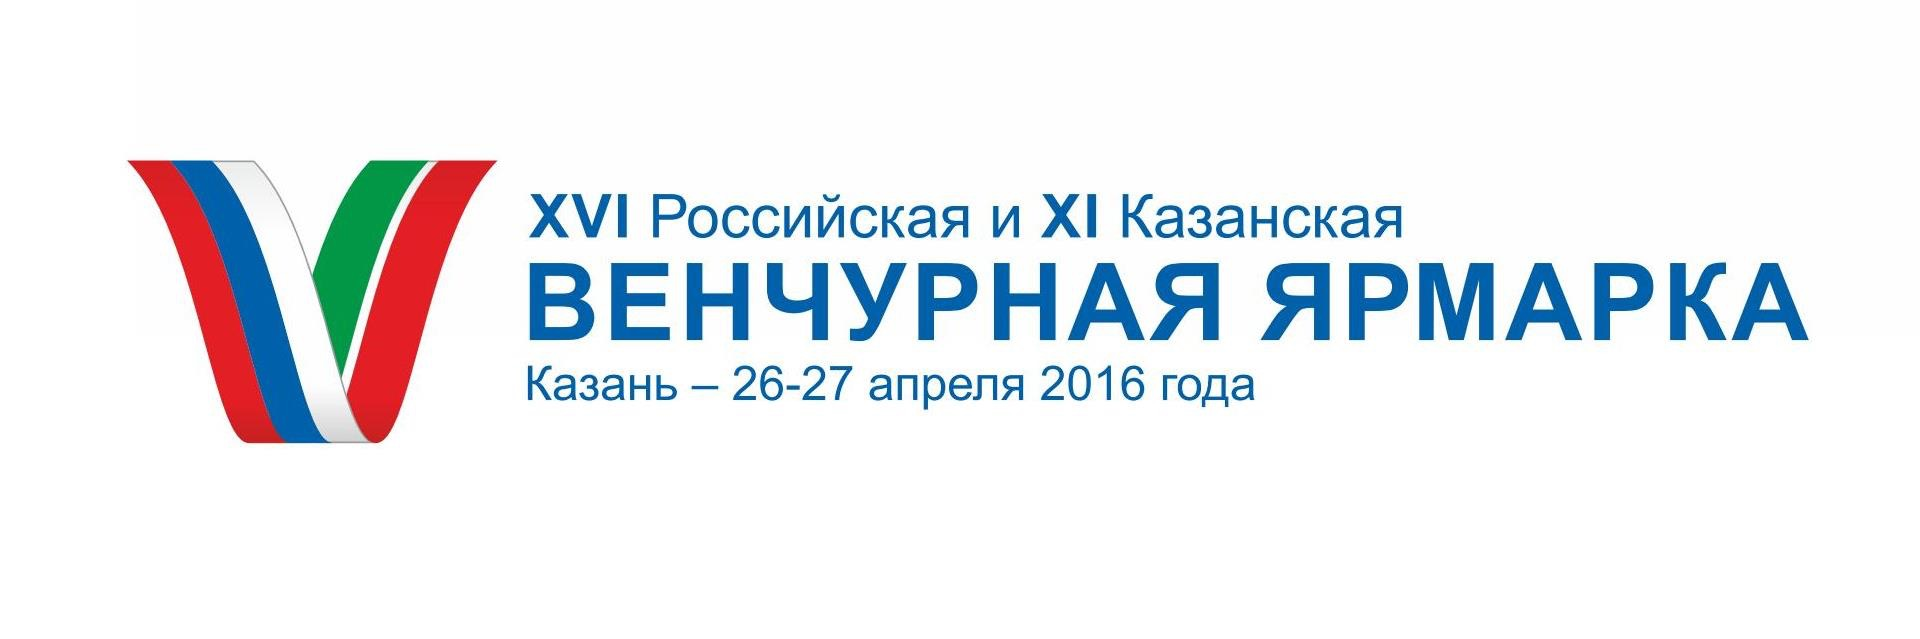 XVI Российская и XI Казанская
ВЕНЧУРНАЯ ЯРМАРКА
Казань – 26-27 апреля 2016 года